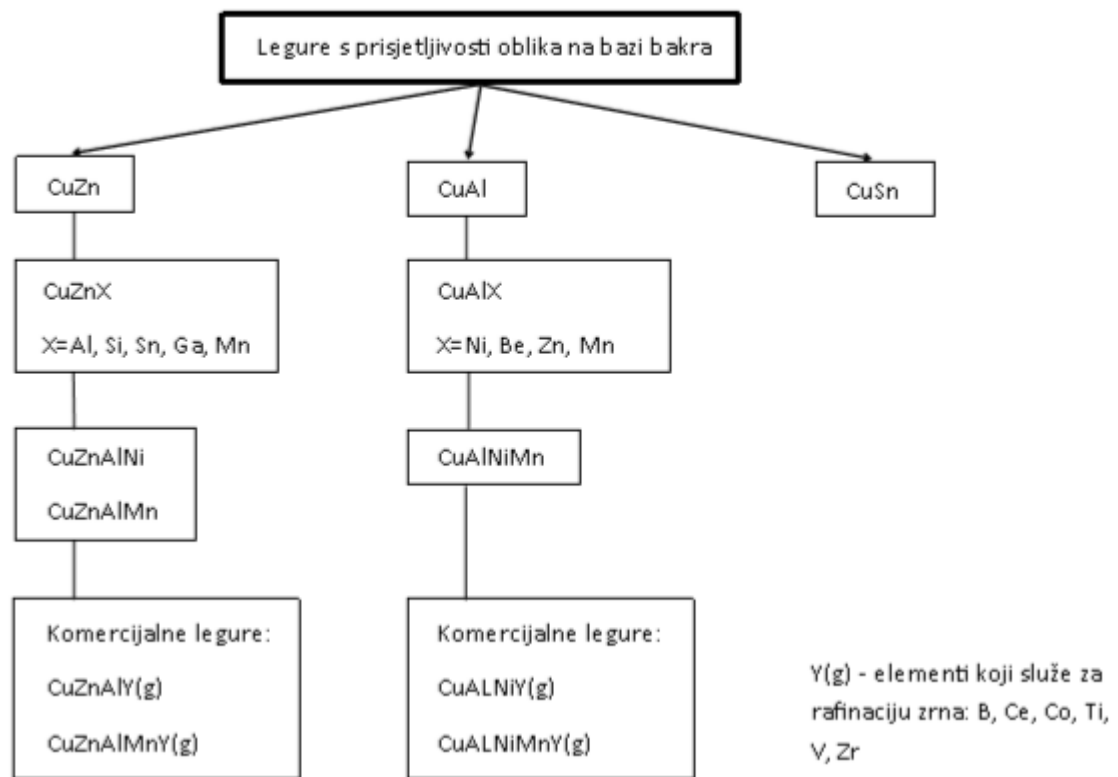 Legure s prisjetljivosti oblika na bazi bakra
CuZn
CuAl
CuSn
CuZnX
X=Al, Si, Sn, Ga, Mn
CuAlX
X=Ni, Be, Zn, Mn
CuZnAlNi
CuZnAlMn
CuAlNiMn
Komercijalne legure:
CuZnAlY(g)
CuZnAlMnY(g)
Komercijalne legure:
CuALNiY(g)
CuALNiMnY(g)
Y(g) - elementi koji služe za
rafinaciju zrna: B, Ce, Co, Ti,
V, Zr